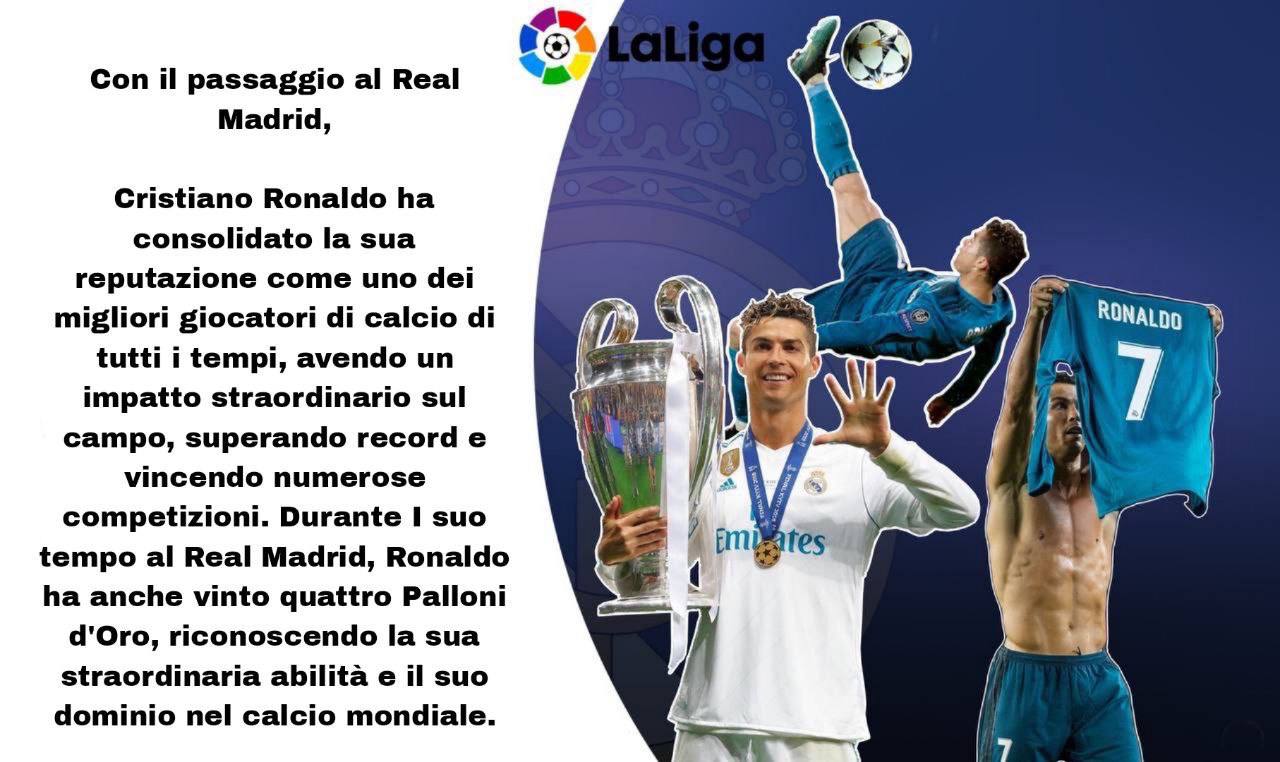 LaLiga
Con il passaggio al Real
Madrid,
Cristiano Ronaldo ha
consolidato la sua
reputazione come uno dei
migliori giocatori di calcio di
tutti i tempi, avendo un
impatto straordinario sul
campo, superando record e
vincendo numerose
competizioni. Durante I suo
tempo al Real Madrid, Ronaldo
ha anche vinto quattro Palloni
d'Oro, riconoscendo la sua
straordinaria abilità e il suo
dominio nel calcio mondiale.
RONALDO
7
7